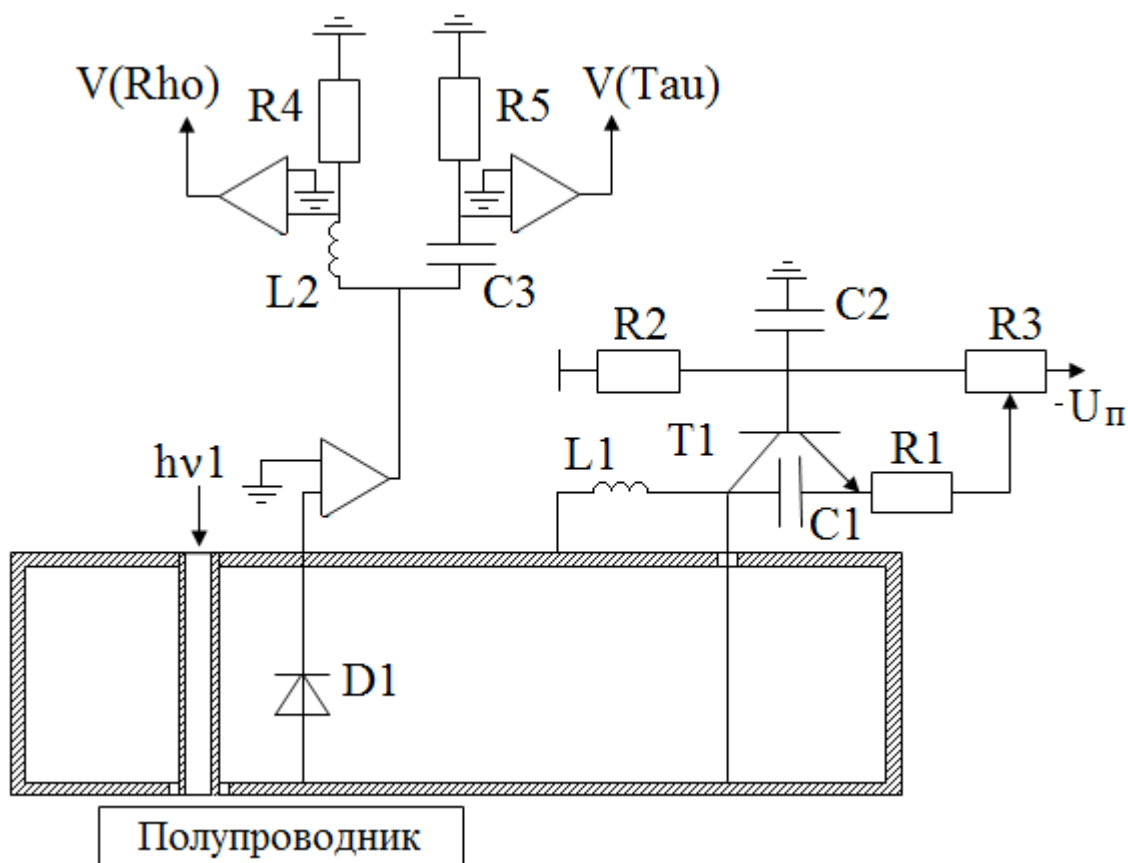 V(Rho)
R4
R5
V(Tau)
L2
C3
C2
R2
R3
-Uп
hν1
L1
T1
R1
C1
D1
Полупроводник